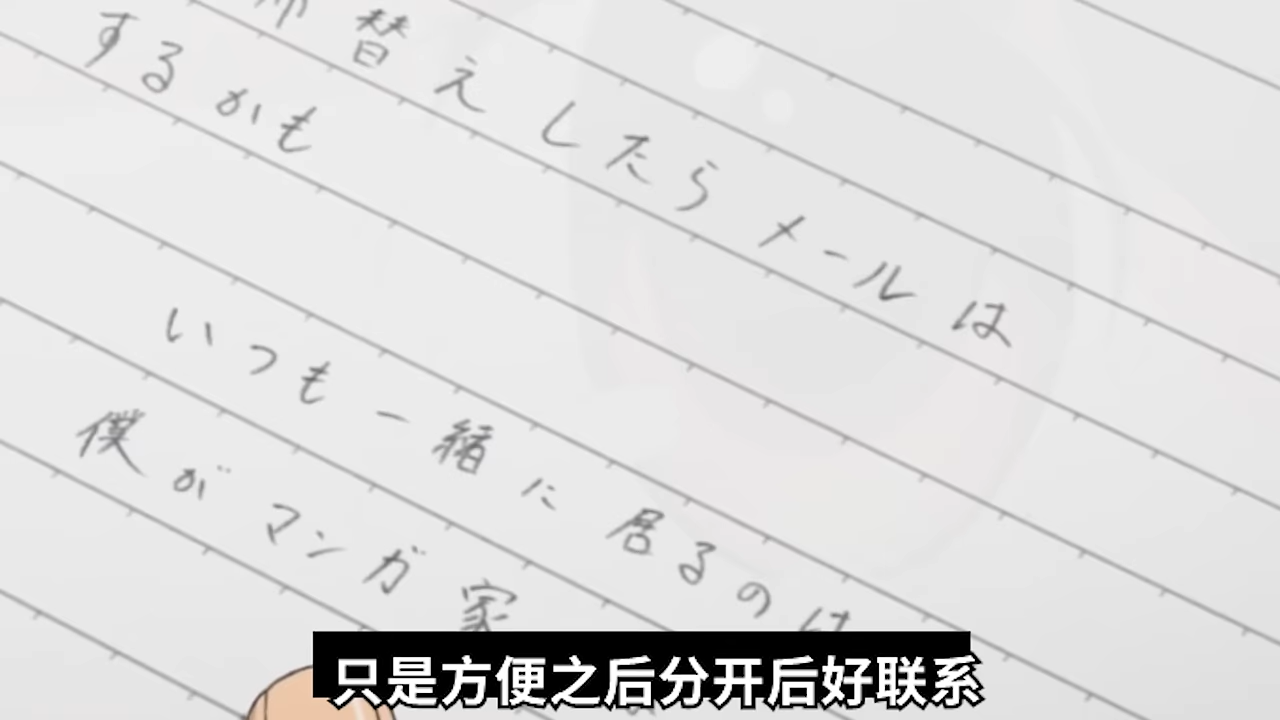 替えしたらメールは
するかも
いつも一緒に居るのは
僕がマンガ家
只是方便之后分开后好联系